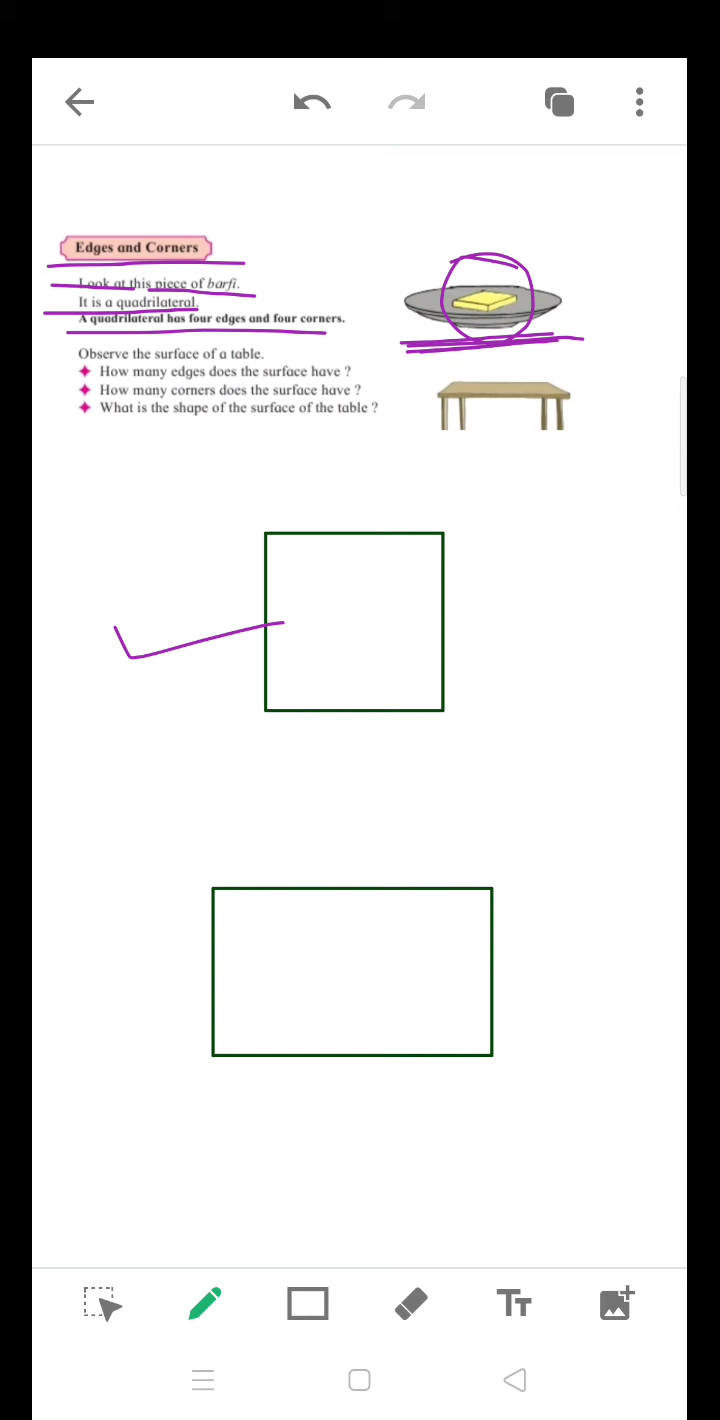 Edges and Corners
Look at this piece of barfi.
It is a quadrilateral.
A quadrilateral has four edges and four corners.
Observe the surface of a table.
✦ How many edges does the surface have ?
✦ How many corners does the surface have ?
✦ What is the shape of the surface of the table ?
TT